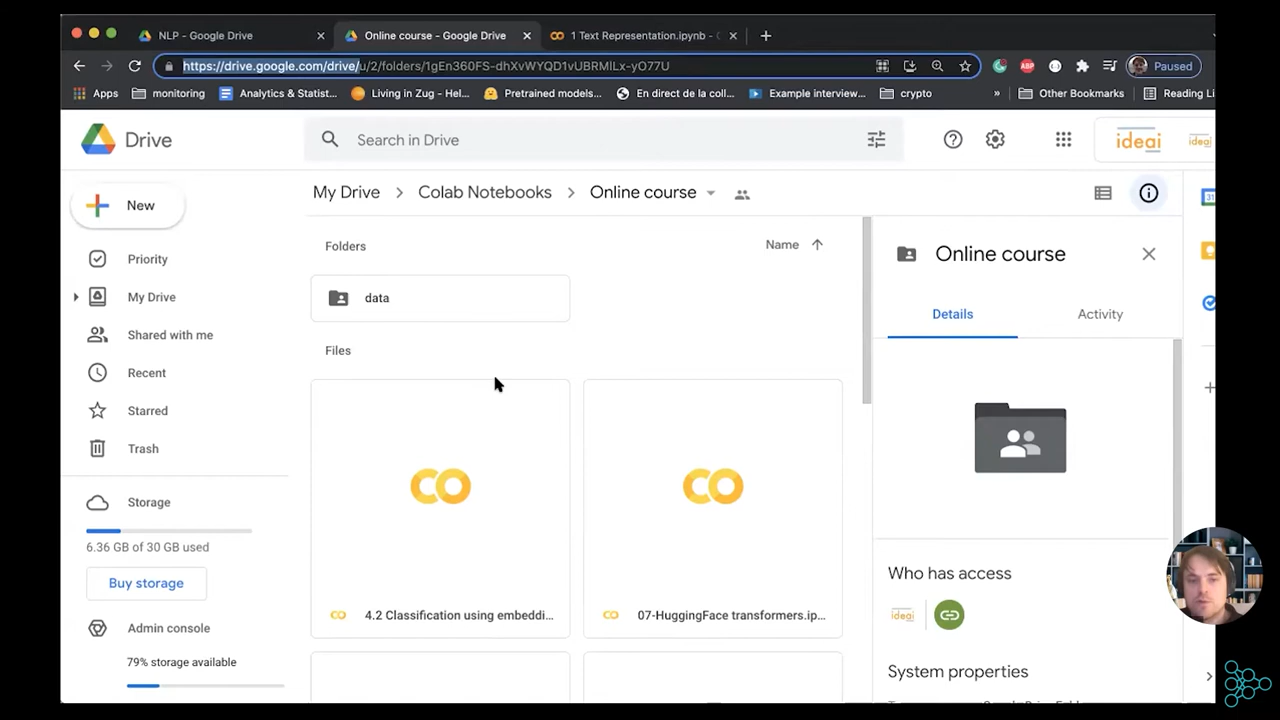 NLP - Google Drive
Online course - Google Drive
1 Text Representation.ipynb -
https://drive.google.com/drive/u/2/folders/1gEn360FS-dhXvWYQD1vUBRMlLx-yO77U
ABP
Paused
Apps
monitoring
Analytics & Statist...
Living in Zug - Hel...
Pretrained models...
En direct de la coll...
Example interview...
crypto
»
Other Bookmarks
Reading Li
Drive
Search in Drive
ideai
ideai
New
My Drive > Colab Notebooks > Online course
31
Priority
My Drive
Shared with me
Recent
Starred
Trash
Storage
6.36 GB of 30 GB used
Buy storage
Admin console
79% storage available
Folders
Name
data
Files
4.2 Classification using embeddi...
07-HuggingFace transformers.ip...
Online course
Details
Activity
Who has access
ideai
System properties